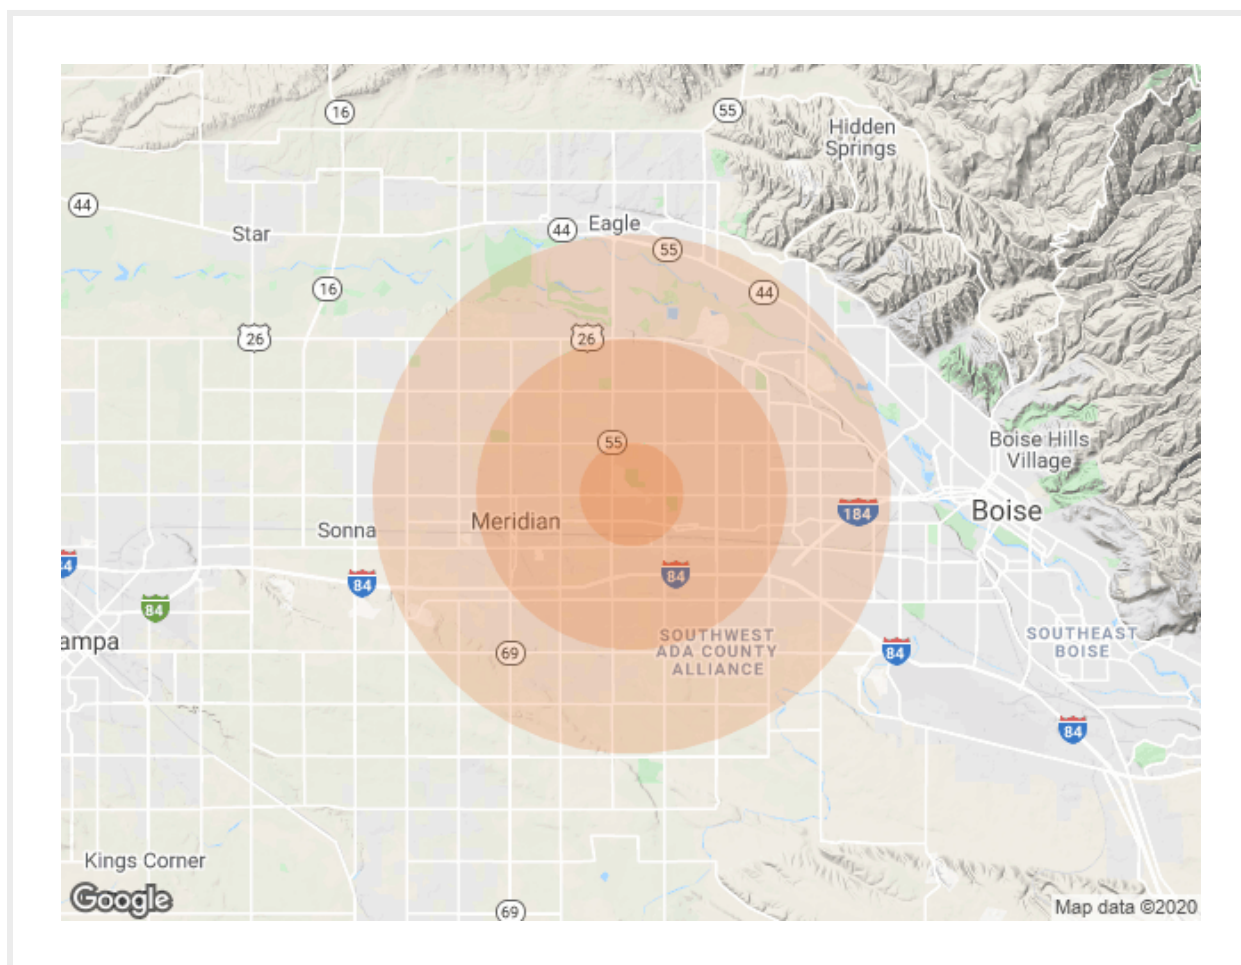 55
16
Hidden
Springs
44
Star
44
Eagle
55
16
44
26
26
55
Boise Hills
Village
184
Boise
Meridian
Sonna
84
84
84
84
ampa
SOUTHWEST
ADA COUNTY
ALLIANCE
69
84
SOUTHEAST
BOISE
84
Kings Corner
Google
69
Map data ©2020